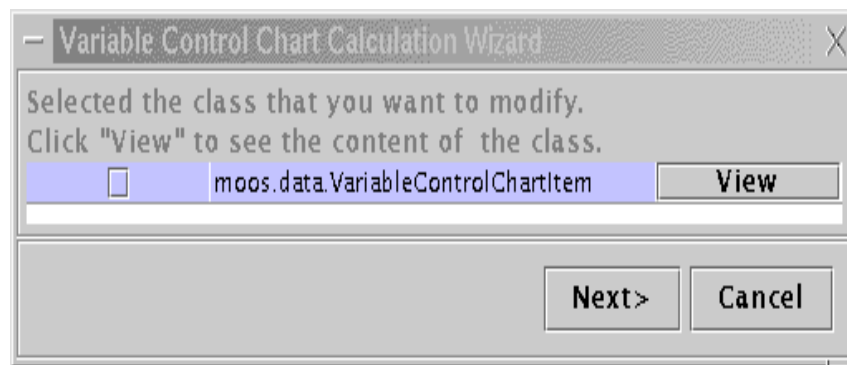 Variable Control Chart Calculation Wizard
Selected the class that you want to modify.
Click "View" to see the content of the class.
moos.data.VariableControlChartItem View
Next> Cancel